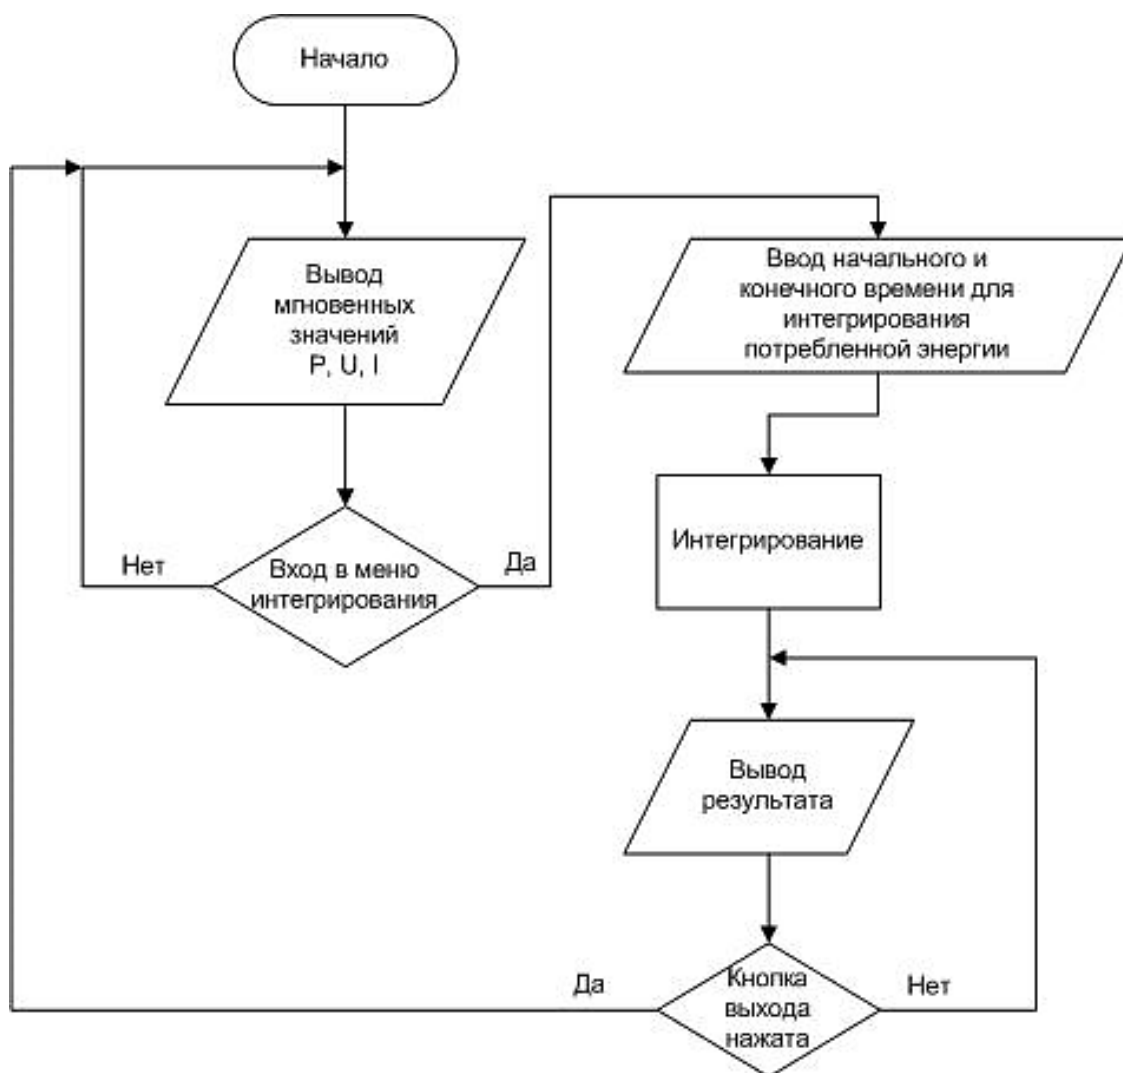 Начало
Вывод
мгновенных
значений
P, U, I
Вход в меню
интегрирования
Нет
Да
Ввод начального и
конечного времени для
интегрирования
потребленной энергии
Интегрирование
Вывод
результата
Кнопка
выхода
нажата
Да
Нет